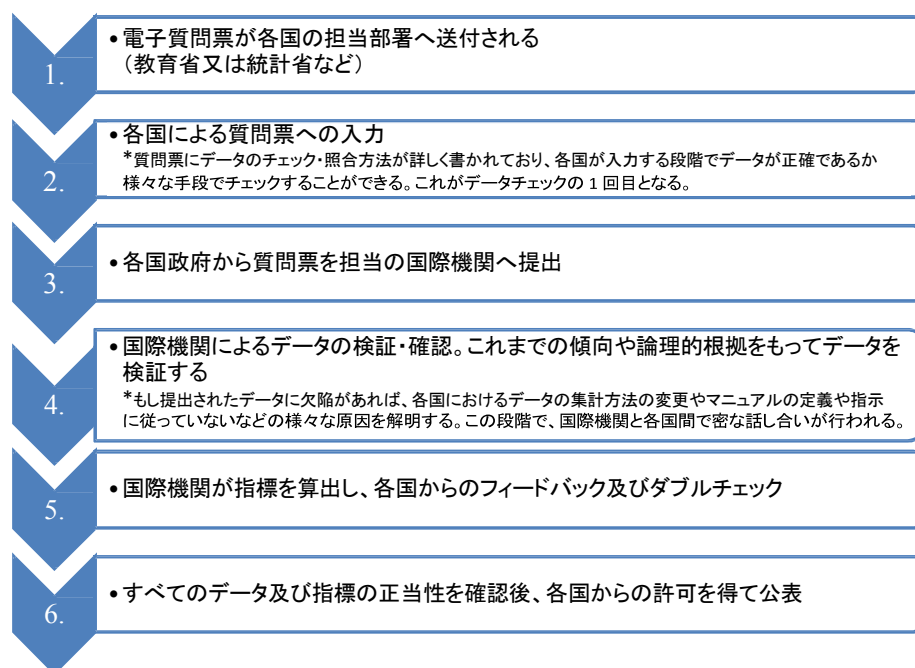 1.
•電子質問票が各国の担当部署へ送付される
（教育省又は統計省など）
2.
•各国による質問票への入力
*質問票にデータのチェック・照合方法が詳しく書かれており、各国が入力する段階でデータが正確であるか
様々な手段でチェックすることができる。これがデータチェックの１回目となる。
3.
•各国政府から質問票を担当の国際機関へ提出
4.
•国際機関によるデータの検証・確認。これまでの傾向や論理的根拠をもってデータを
検証する
*もし提出されたデータに欠陥があれば、各国におけるデータの集計方法の変更やマニュアルの定義や指示
に従っていないなどの様々な原因を解明する。この段階で、国際機関と各国間で密な話し合いが行われる。
5.
•国際機関が指標を算出し、各国からのフィードバック及びダブルチェック
6.
•すべてのデータ及び指標の正当性を確認後、各国からの許可を得て公表